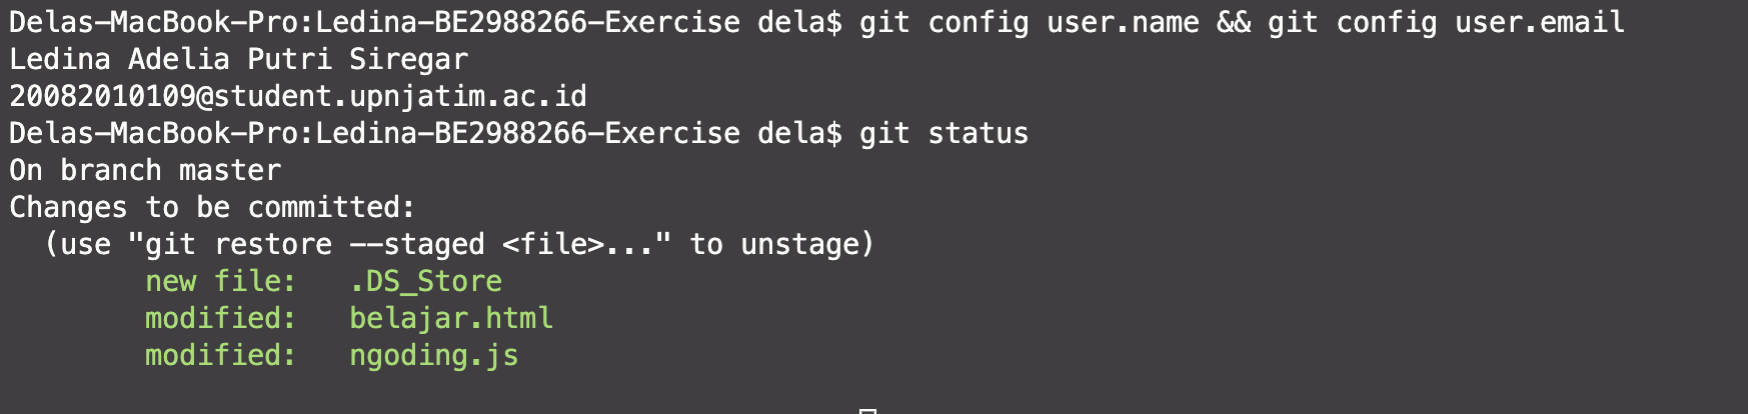 Delas-MacBook-Pro:Ledina-BE2988266-Exercise dela$ git config user.name && git config user.email
Ledina Adelia Putri Siregar
20082010109@student.upnjatim.ac.id
Delas-MacBook-Pro:Ledina-BE2988266-Exercise dela$ git status
On branch master
Changes to be committed:
  (use "git restore --staged <file>..." to unstage)
        new file:   .DS_Store
        modified:   belajar.html
        modified:   ngoding.js